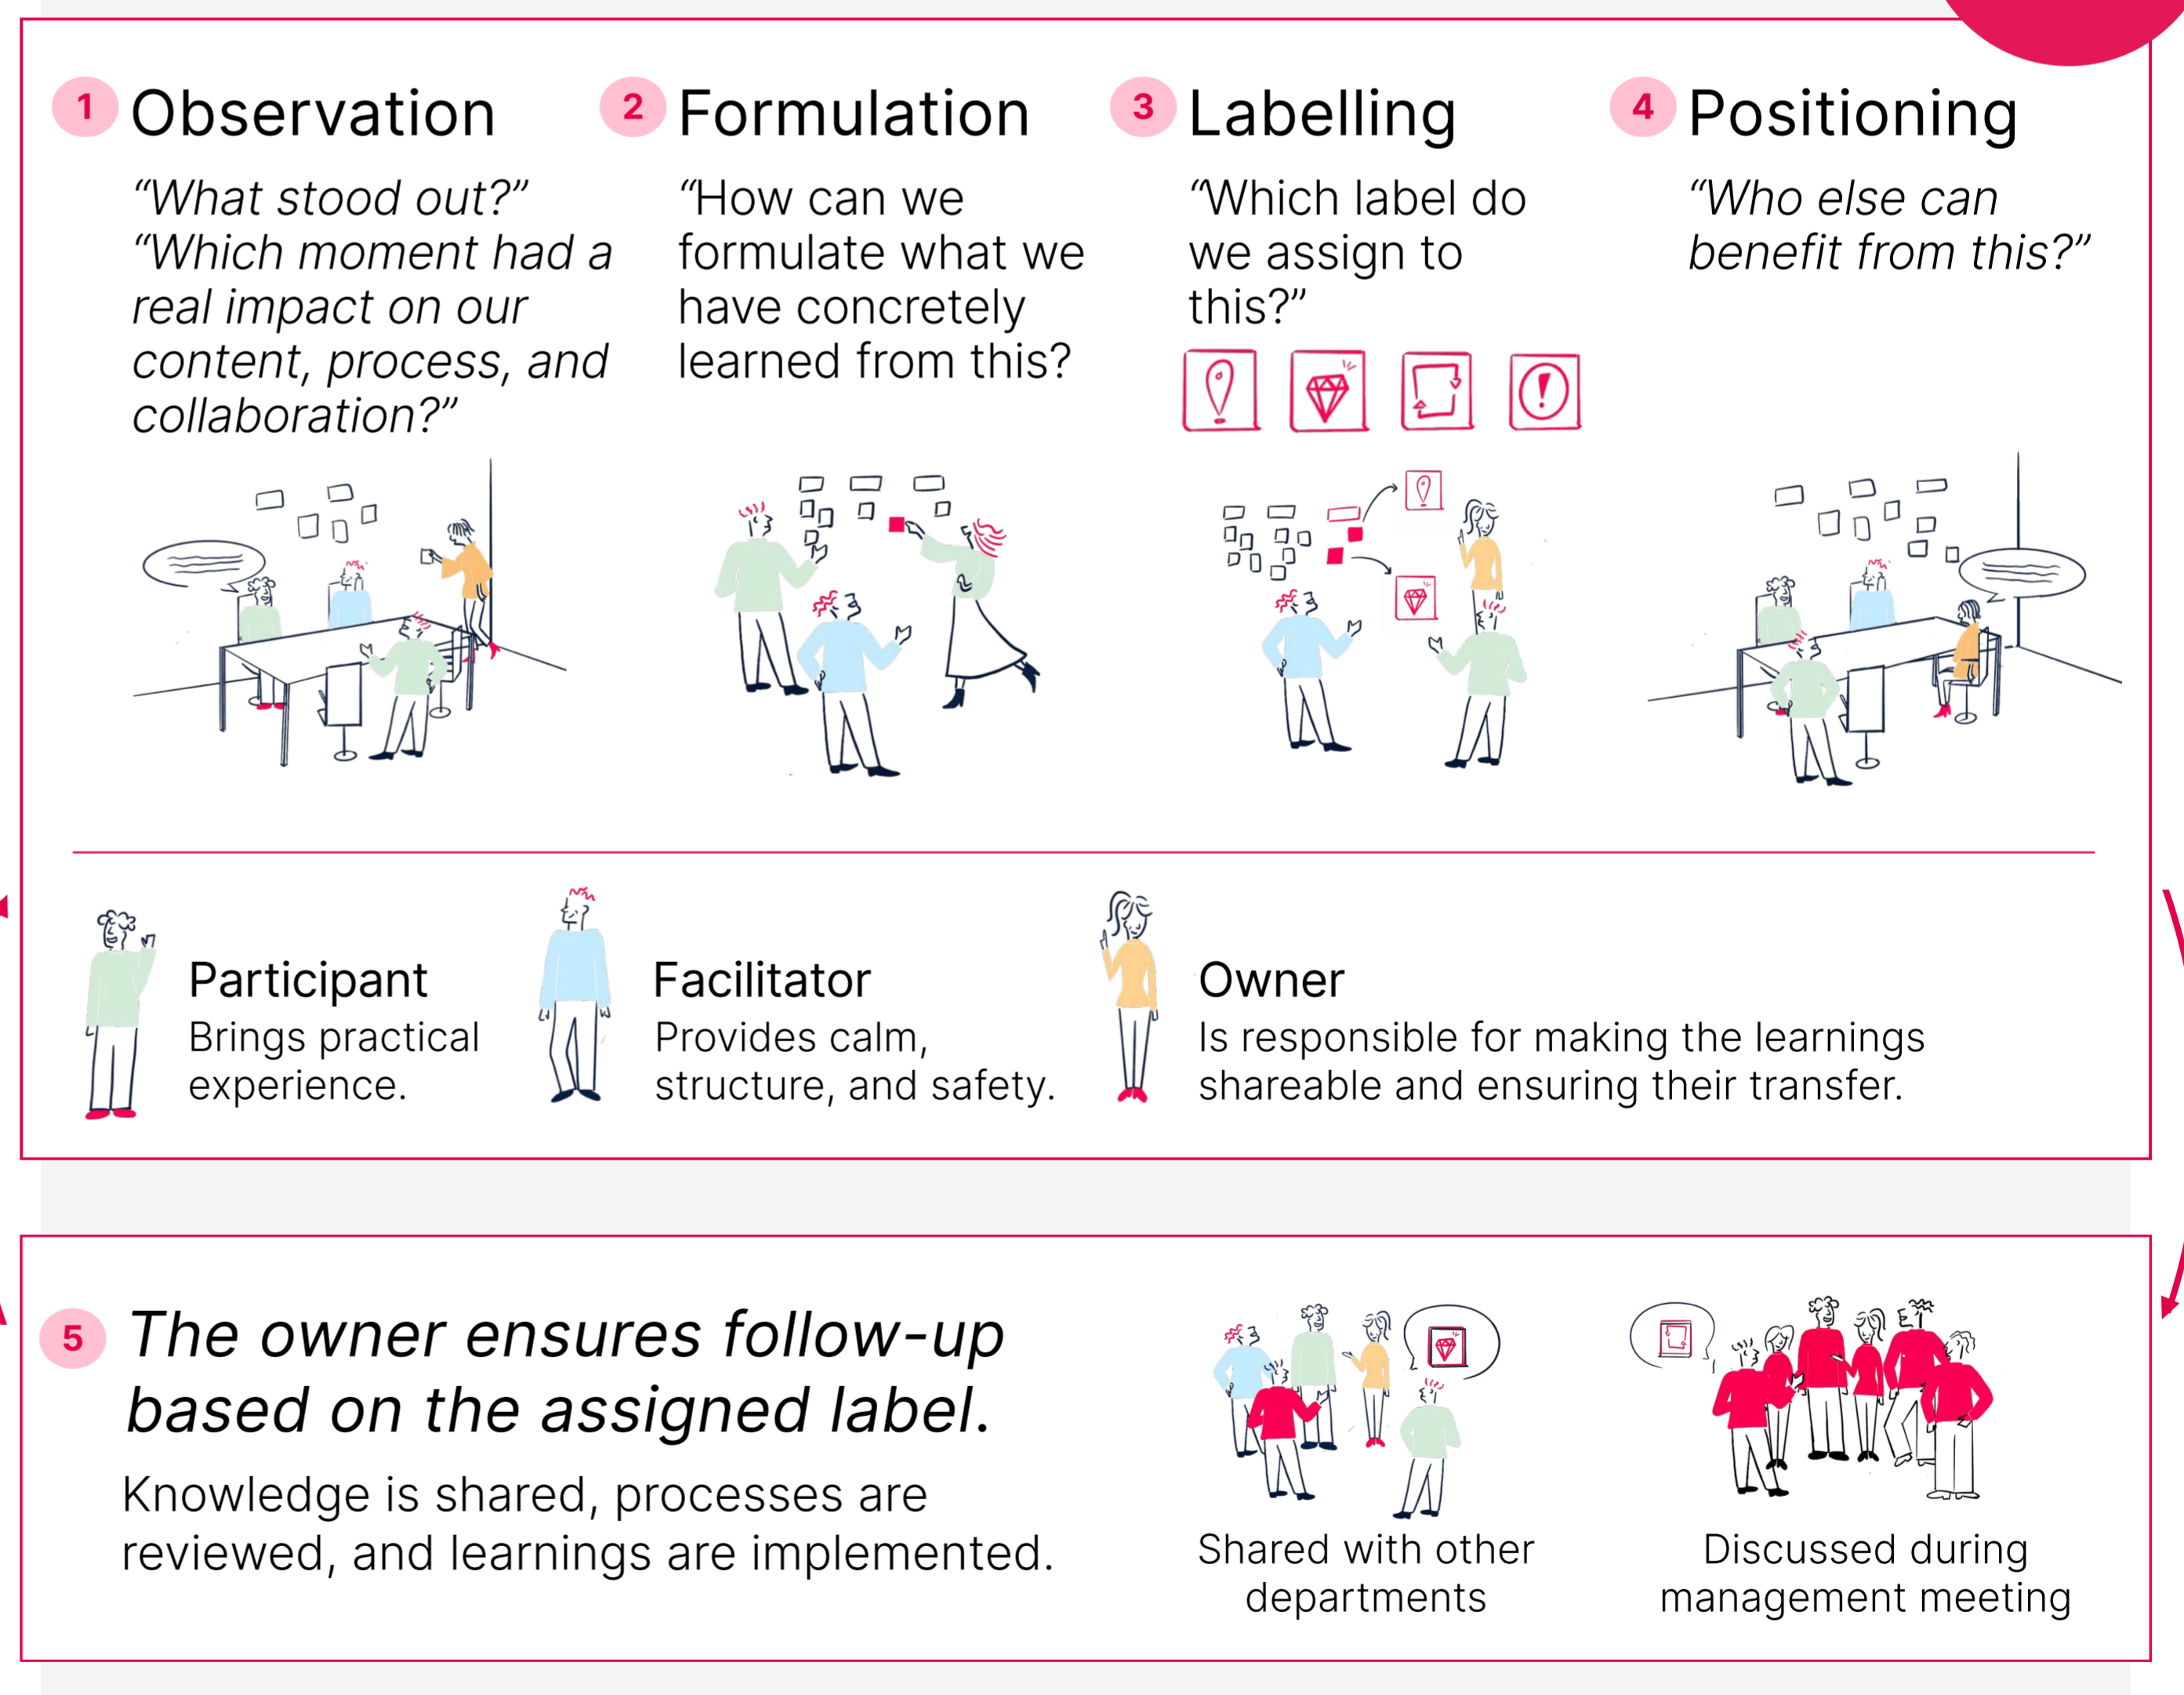 1 Observation
“What stood out?”
“Which moment had a
real impact on our
content, process, and
collaboration?”
2 Formulation
“How can we
formulate what we
have concretely
learned from this?
3 Labelling
“Which label do
we assign to
this?”
4 Positioning
“Who else can
benefit from this?”
Participant
Brings practical
experience.
Facilitator
Provides calm,
structure, and safety.
Owner
Is responsible for making the learnings
shareable and ensuring their transfer.
5 The owner ensures follow-up
based on the assigned label.
Knowledge is shared, processes are
reviewed, and learnings are implemented.
Shared with other
departments
Discussed during
management meeting